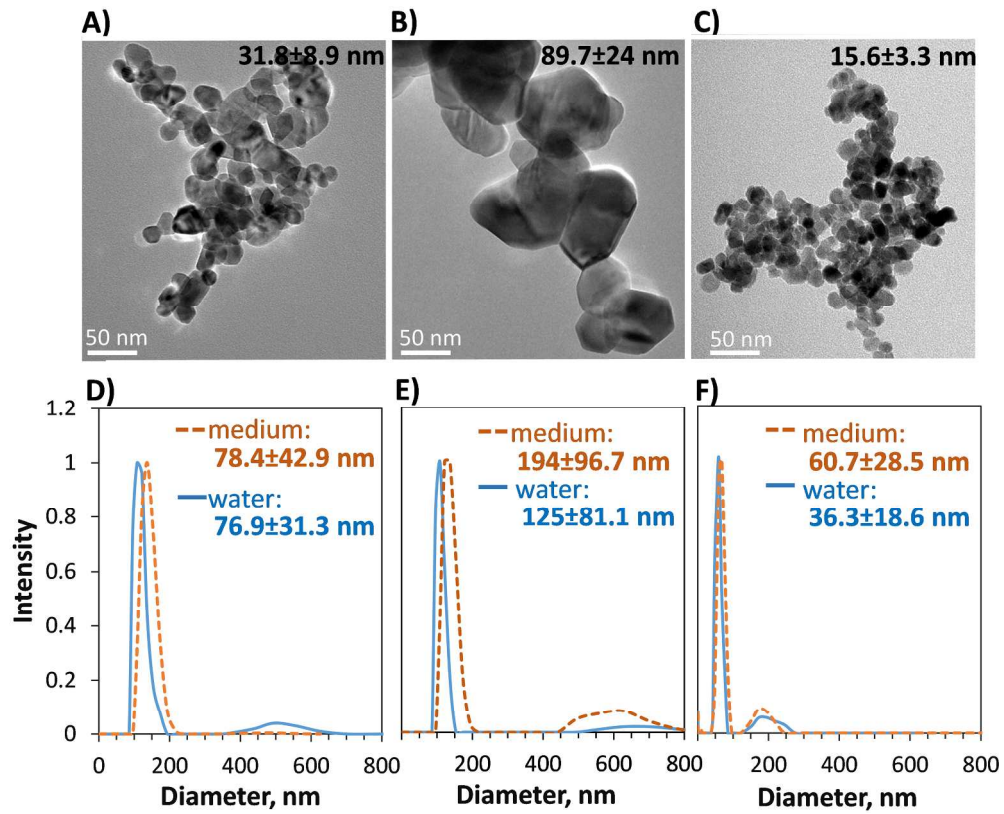 A)
31.8±8.9 nm
50 nm
B)
89.7±24 nm
50 nm
C)
15.6±3.3 nm
50 nm
D)
Intensity
1.2
1
0.8
0.6
0.4
0.2
0
medium:
78.4±42.9 nm
water:
76.9±31.3 nm
0 200 400 600 800
Diameter, nm
E)
medium:
194±96.7 nm
water:
125±81.1 nm
200 400 600 800
Diameter, nm
F)
medium:
60.7±28.5 nm
water:
36.3±18.6 nm
200 400 600 800
Diameter, nm